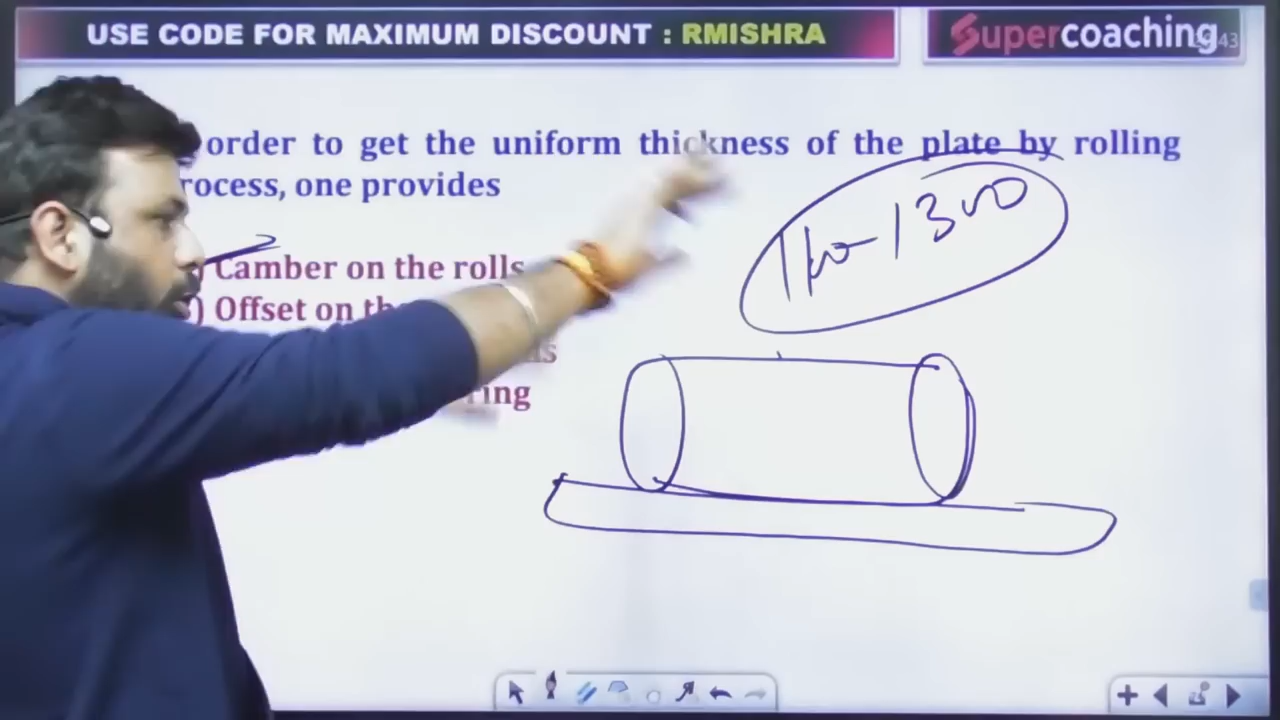 USE CODE FOR MAXIMUM DISCOUNT : RMISHRA
Supercoaching
order to get the uniform thickness of the plate by rolling
rocess, one provides
) Camber on the rolls
) Offset on th
ring
1300